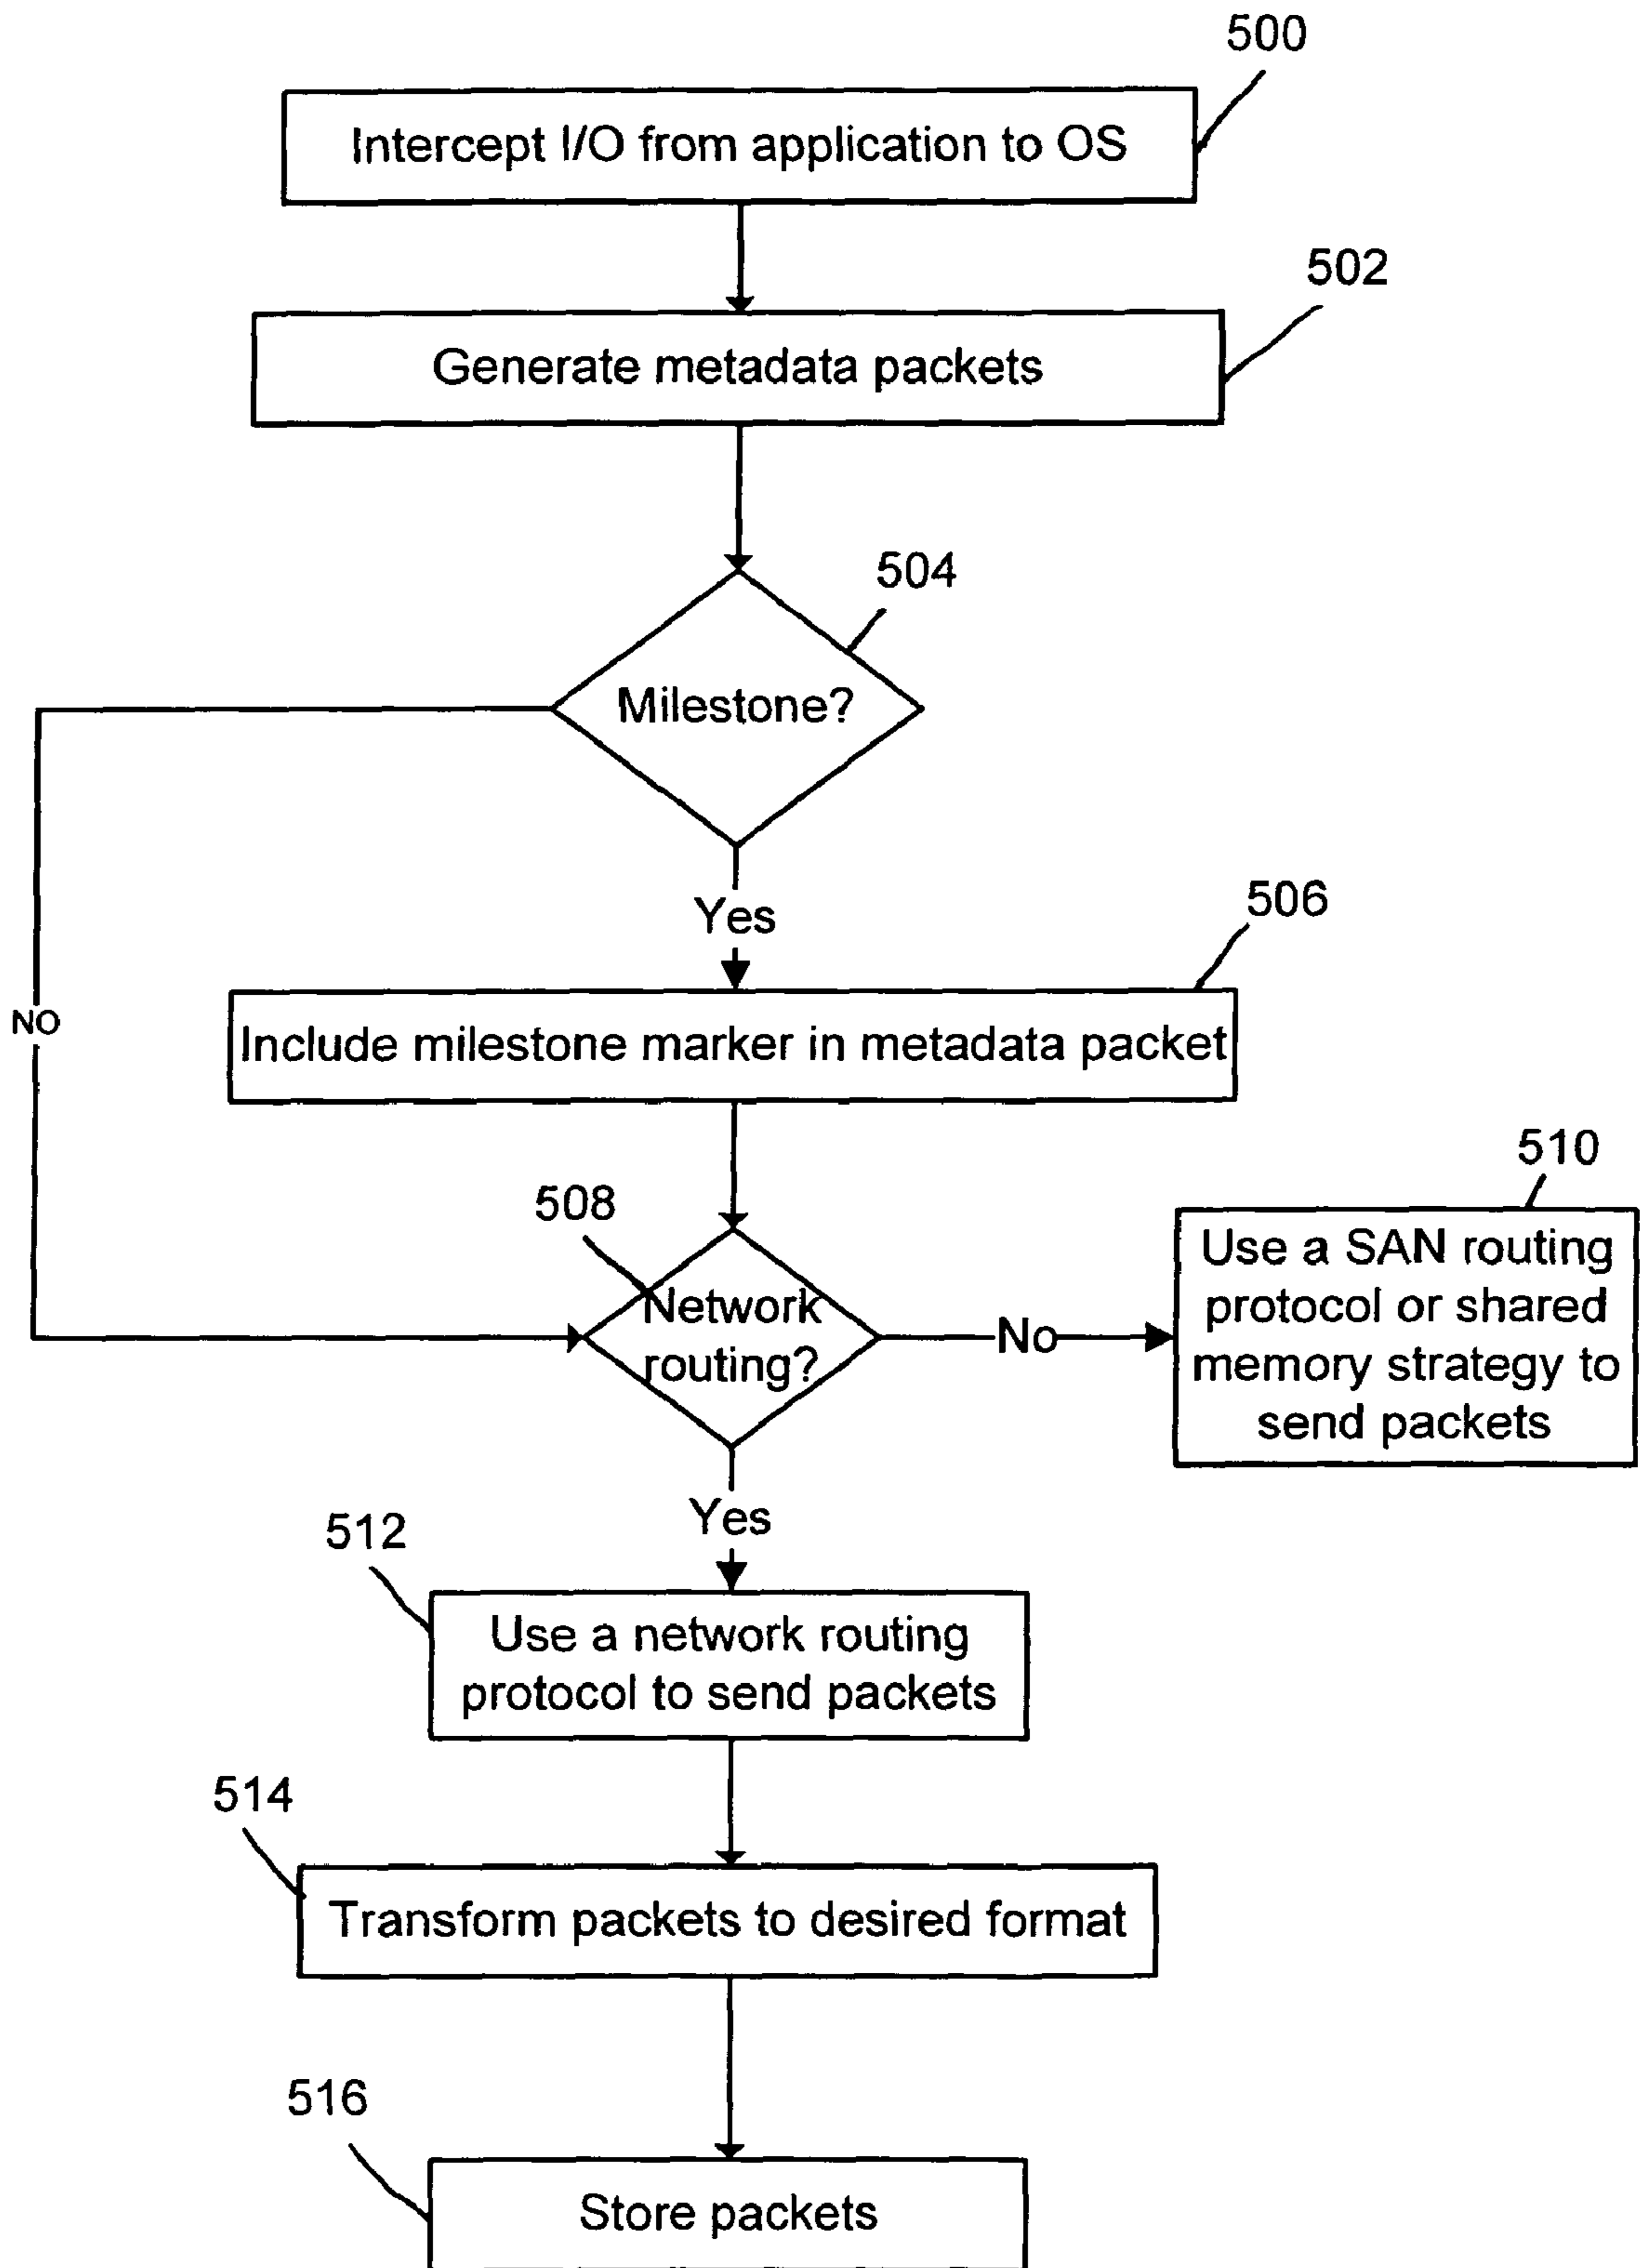 500
Intercept I/O from application to OS
502
Generate metadata packets
504
Milestone?
Yes
506
NO
Include milestone marker in metadata packet
510
508
Use a SAN routing
protocol or shared
memory strategy to
send packets
Network
routing?
No
Yes
512
Use a network routing
protocol to send packets
514
Transform packets to desired format
516
Store packets